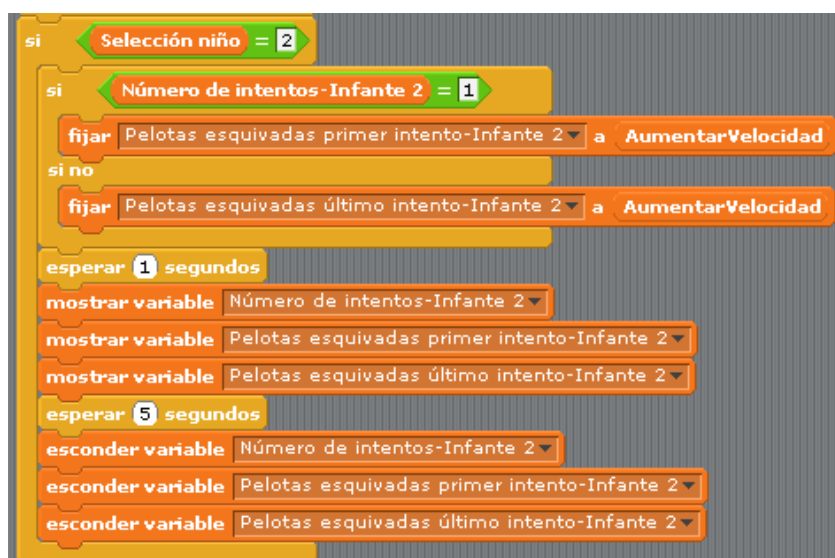 si Selección niño = 2
si Número de intentos-Infante 2 = 1
fijar Pelotas esquivadas primer intento-Infante 2 a AumentarVelocidad
si no
fijar Pelotas esquivadas último intento-Infante 2 a AumentarVelocidad
esperar 1 segundos
mostrar variable Número de intentos-Infante 2
mostrar variable Pelotas esquivadas primer intento-Infante 2
mostrar variable Pelotas esquivadas último intento-Infante 2
esperar 5 segundos
esconder variable Número de intentos-Infante 2
esconder variable Pelotas esquivadas primer intento-Infante 2
esconder variable Pelotas esquivadas último intento-Infante 2